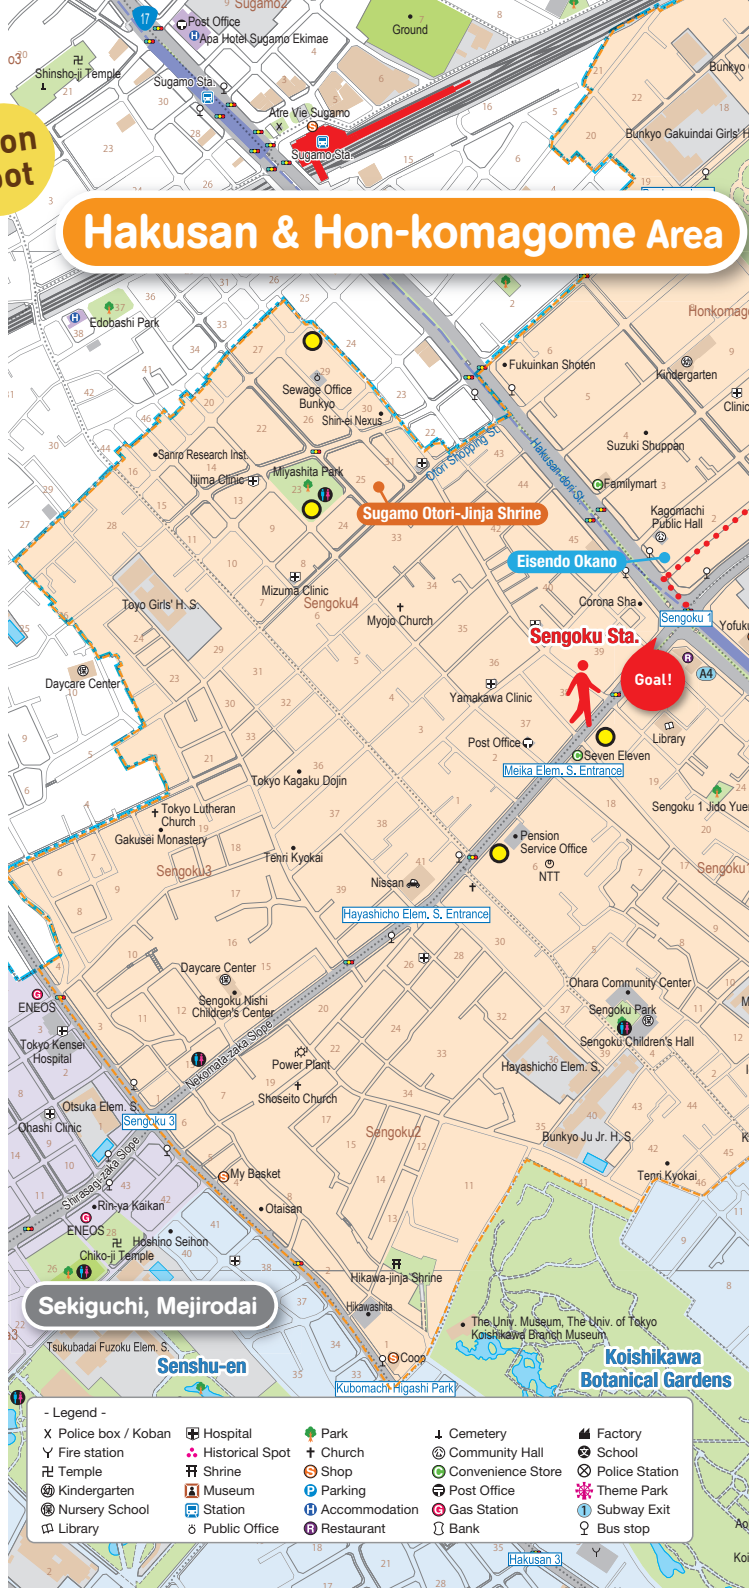 Sugamo2
17
Post Office
Apa Hotel Sugamo Ekimae
Ground
Shinsho-ji Temple
Sugamo Sta.
Bunkyo
Atre Vie Sugamo
Bunkyo Gakuindai Girls' H
Sugamo Sta.
on
oot
Hakusan & Hon-komagome Area
Edobashi Park
Honkomag
Fukuinkan Shoten
Kindergarten
Sewage Office
Bunkyo
Clinic
Shin-ei Nexus
Otori Shopping St.
Hakusan-dori St.
Suzuki Shuppan
Sanro Research Inst.
Iijima Clinic
Miyashita Park
Familymart
Sugamo Otori-Jinja Shrine
Kagomachi
Public Hall
Eisendo Okano
Mizuma Clinic
Toyo Girls' H. S.
Sengoku4
Myojo Church
Corona Sha
Sengoku 1
Yofuku
Sengoku Sta.
Goal!
A4
Daycare Center
Yamakawa Clinic
Post Office
Library
Seven Eleven
Meika Elem. S. Entrance
Tokyo Kagaku Dojin
Sengoku 1 Jido Yue
Tokyo Lutheran
Church
Gakusei Monastery
Pension
Service Office
Tenri Kyokai
NTT
Sengoku3
Sengoku
Nissan
Hayashicho Elem. S. Entrance
Daycare Center
Ohara Community Center
Sengoku Nishi
Children's Center
ENEOS
Sengoku Park
Tokyo Kensei
Hospital
Nekomata-zaka Slope
Sengoku Children's Hall
Power Plant
Hayashicho Elem. S.
Shoseito Church
Otsuka Elem. S.
Ohashi Clinic
Sengoku 3
Sengoku2
Bunkyo Ju Jr. H. S.
Shirasagi-zaka Slope
My Basket
Tenri Kyokai
Rin-ya Kaikan
Otaisan
ENEOS
Hoshino Seihon
Chiko-ji Temple
Hikawa-jinja Shrine
Sekiguchi, Mejirodai
Hikawashita
The Univ. Museum, The Univ. of Tokyo
Koishikawa Branch Museum
Tsukubadai Fuzoku Elem. S.
Senshu-en
Coop
Koishikawa
Botanical Gardens
Kubomachi Higashi Park
- Legend -
Police box / Koban
Hospital
Park
Cemetery
Factory
Fire station
Historical Spot
Church
Community Hall
School
Temple
Shrine
Shop
Convenience Store
Police Station
Kindergarten
Museum
Parking
Post Office
Theme Park
Nursery School
Station
Accommodation
Gas Station
Subway Exit
Library
Public Office
Restaurant
Bank
Bus stop
Hakusan 3
Koi